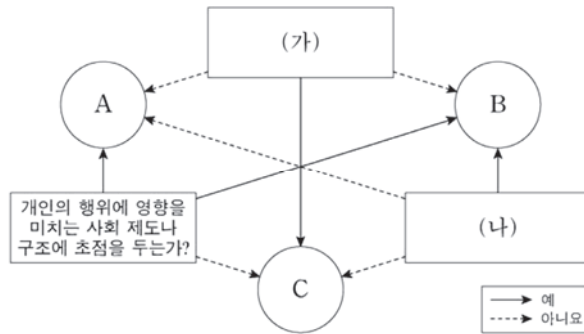 (가)
A
B
개인의 행위에 영향을
미치는 사회 제도나
구조에 초점을 두는가?
(나)
C
예
아니요